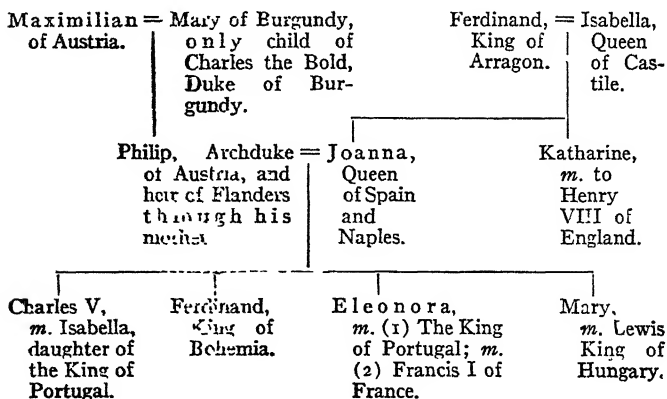 Maximilian = Mary of Burgundy,
of Austria. only child of
Charles the Bold,
Duke of Bur-
gundy.
Ferdinand, = Isabella,
King of Queen
Arragon. of Cas-
tile.
Philip, Archduke = Joanna,
of Austria, and Queen
heir of Flanders of Spain
through his and
mother Naples.
Katharine,
m. to
Henry
VIII of
England.
Charles V,
m. Isabella,
daughter of
the King of
Portugal.
Ferdinand,
King of
Bohemia.
Eleonora,
m. (1) The King
of Portugal; m.
(2) Francis I of
France.
Mary,
m. Lewis
King of
Hungary.